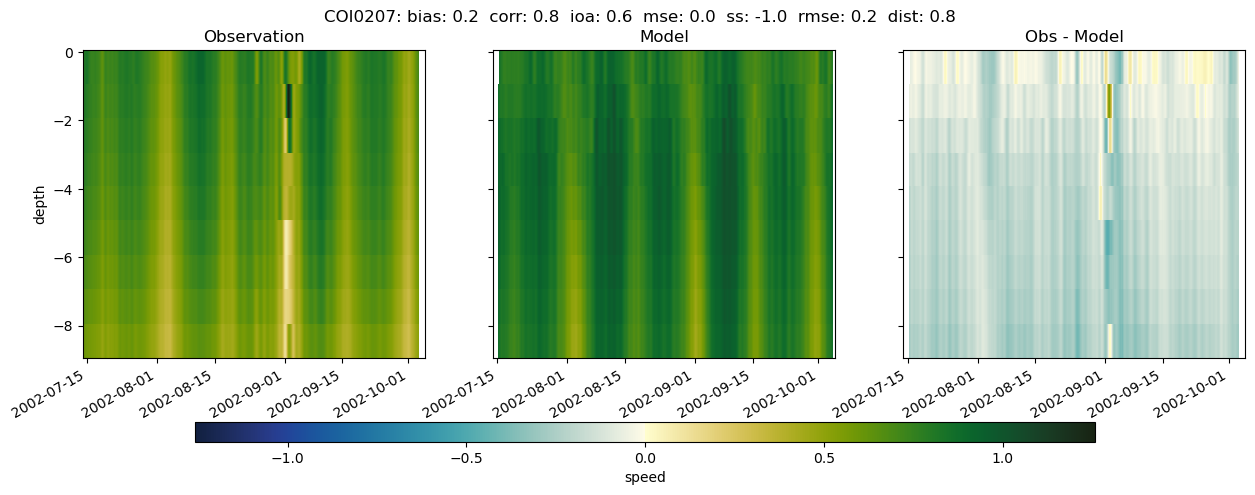 COI0207: bias: 0.2 corr: 0.8 ioa: 0.6 mse: 0.0 ss: -1.0 rmse: 0.2 dist: 0.8
Observation Model Obs - Model
0
−2
−4
−6
−8
depth
2002-07-15 2002-08-01 2002-08-15 2002-09-01 2002-09-15 2002-10-01 2002-07-15 2002-08-01 2002-08-15 2002-09-01 2002-09-15 2002-10-01 2002-07-15 2002-08-01 2002-08-15 2002-09-01 2002-09-15 2002-10-01
−1.0 −0.5 0.0 0.5 1.0
speed